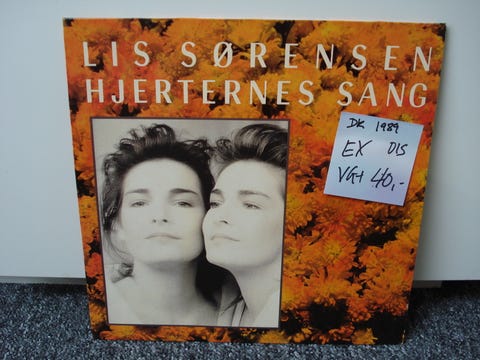 LIS SØRENSEN
HJERTERNES SANG
DK 1989
EX DIS
VG+ 40,-